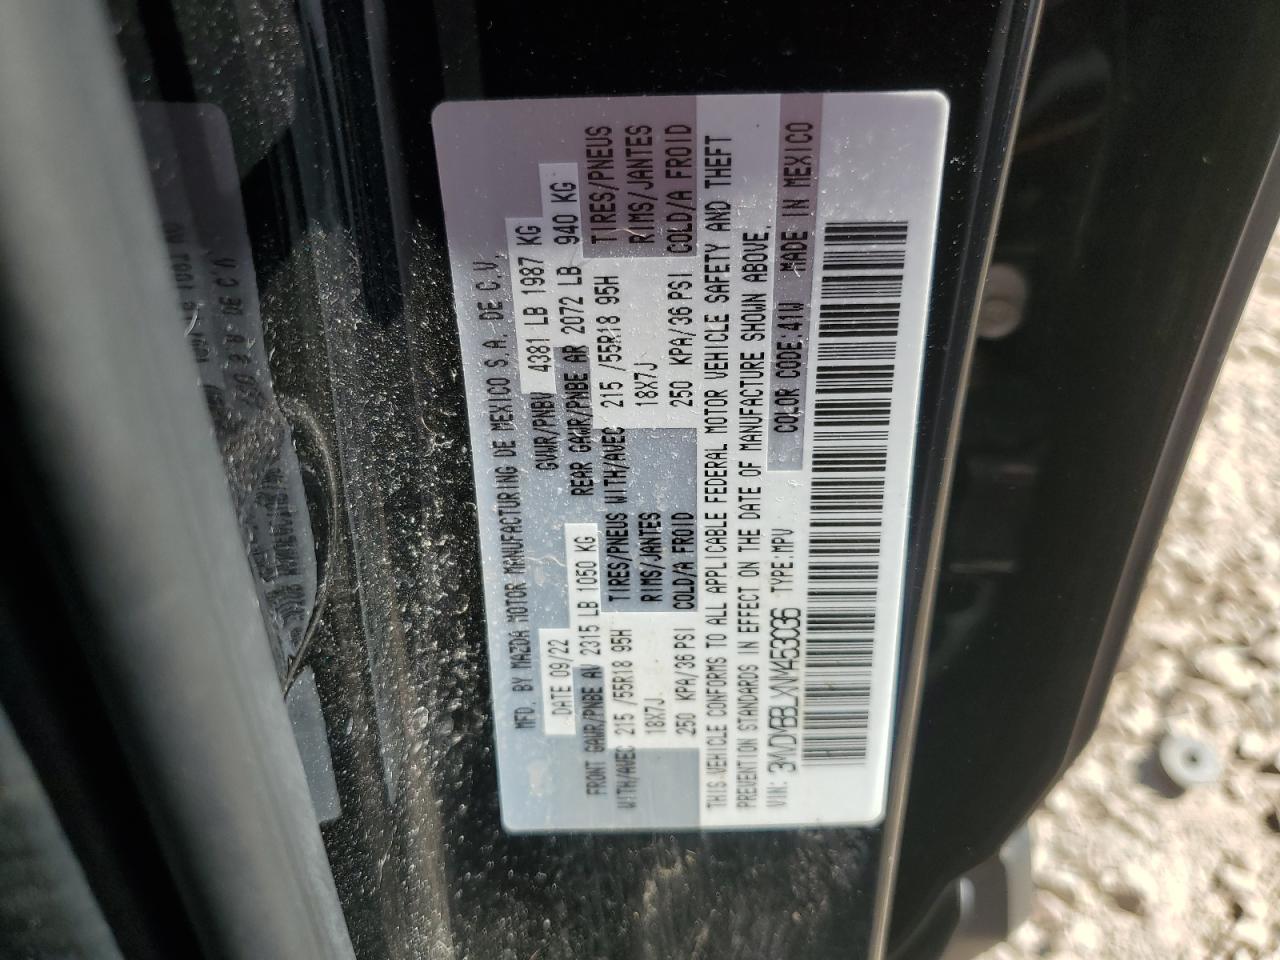 MFD. BY MAZDA MOTOR MANUFACTURING DE MEXICO S.A. DE C.V.
DATE 09/22 GVWR/PNBV 4381 LB 1987 KG
FRONT GAWR/PNBE AV 2315 LB 1050 KG REAR GAWR/PNBE AR 2072 LB 940 KG
WITH/AVEC 215 /55R18 95H TIRES/PNEUS WITH/AVEC 215 /55R18 95H TIRES/PNEUS
18X7J RIMS/JANTES 18X7J RIMS/JANTES
250 KPA/36 PSI COLD/A FROID 250 KPA/36 PSI COLD/A FROID
THIS VEHICLE CONFORMS TO ALL APPLICABLE FEDERAL MOTOR VEHICLE SAFETY AND THEFT
PREVENTION STANDARDS IN EFFECT ON THE DATE OF MANUFACTURE SHOWN ABOVE.
VIN: TYPE:MPV COLOR CODE:41W MADE IN MEXICO